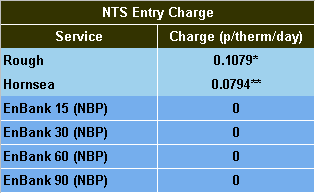 NTS Entry Charge
Service Charge (p/therm/day)
Rough 0.1079*
Hornsea 0.0794**
EnBank 15 (NBP) 0
EnBank 30 (NBP) 0
EnBank 60 (NBP) 0
EnBank 90 (NBP) 0